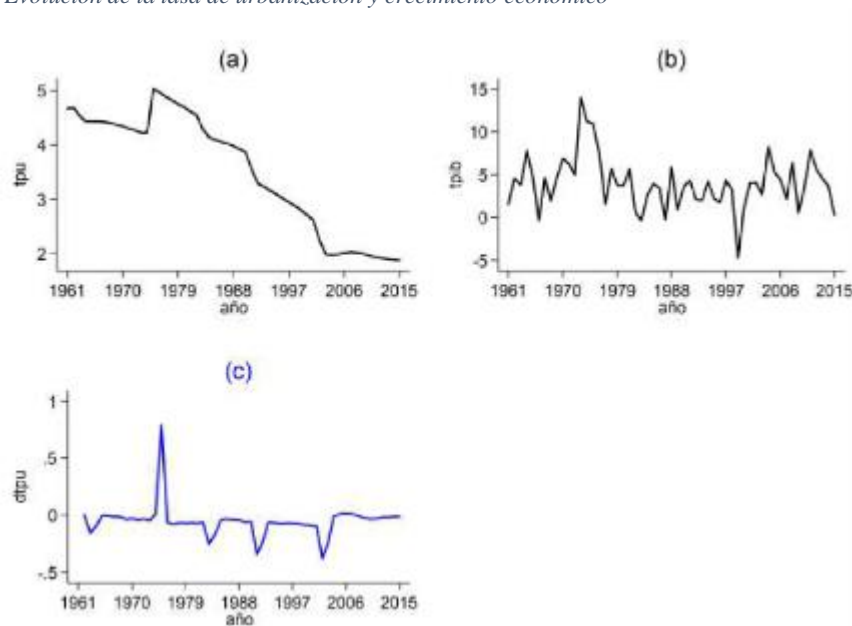 Evolución de la tasa de urbanización y crecimiento económico
(a)
5
4
3
2
tpu
1961 1970 1979 1988 1997 2006 2015
año
(b)
15
10
5
0
-5
tpib
1961 1970 1979 1988 1997 2006 2015
año
(c)
1
.5
0
-.5
dtpu
1961 1970 1979 1988 1997 2006 2015
año